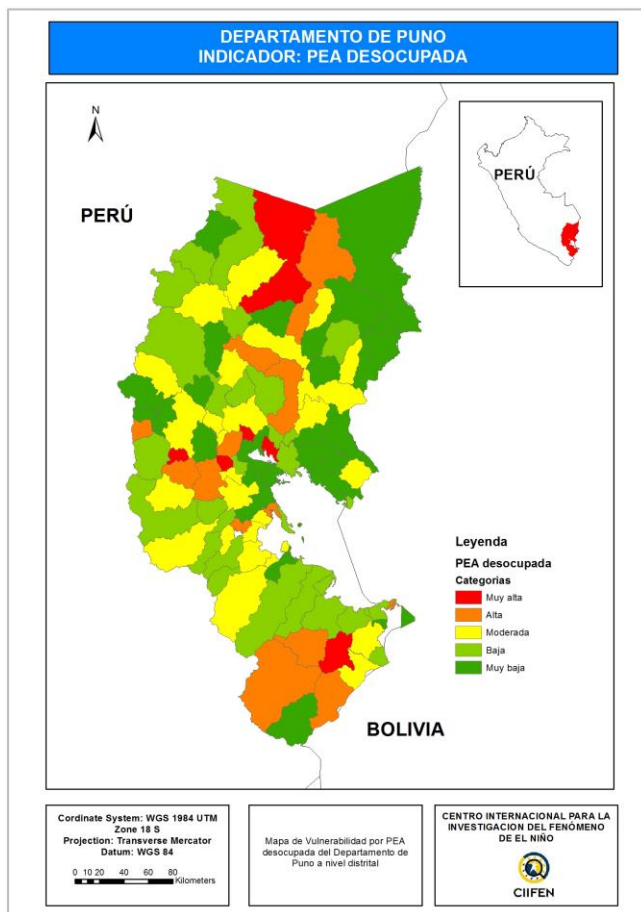 DEPARTAMENTO DE PUNO
INDICADOR: PEA DESOCUPADA
N
PERÚ
PERÚ
Leyenda
PEA desocupada
Categorias
Muy alta
Alta
Moderada
Baja
Muy baja
BOLIVIA
Cordinate System: WGS 1984 UTM
Zone 18 S
Projection: Transverse Mercator
Datum: WGS 84
0 10 20 40 60 80
Kilometers
Mapa de Vulnerabilidad por PEA
desocupada del Departamento de
Puno a nivel distrital
CENTRO INTERNACIONAL PARA LA
INVESTIGACION DEL FENÓMENO
DE EL NIÑO
CIIFEN